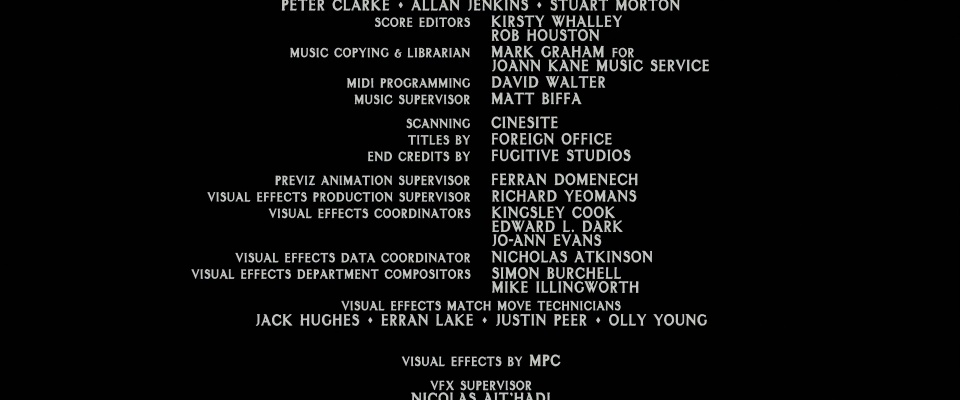 PETER CLARKE • ALLAN JENKINS • STUART MORTON
SCORE EDITORS KIRSTY WHALLEY
ROB HOUSTON
MUSIC COPYING & LIBRARIAN MARK GRAHAM FOR
JOANN KANE MUSIC SERVICE
MIDI PROGRAMMING DAVID WALTER
MUSIC SUPERVISOR MATT BIFFA
SCANNING CINESITE
TITLES BY FOREIGN OFFICE
END CREDITS BY FUGITIVE STUDIOS
PREVIZ ANIMATION SUPERVISOR FERRAN DOMENECH
VISUAL EFFECTS PRODUCTION SUPERVISOR RICHARD YEOMANS
VISUAL EFFECTS COORDINATORS KINGSLEY COOK
EDWARD L. DARK
JO-ANN EVANS
VISUAL EFFECTS DATA COORDINATOR NICHOLAS ATKINSON
VISUAL EFFECTS DEPARTMENT COMPOSITORS SIMON BURCHELL
MIKE ILLINGWORTH
VISUAL EFFECTS MATCH MOVE TECHNICIANS
JACK HUGHES • ERRAN LAKE • JUSTIN PEER • OLLY YOUNG
VISUAL EFFECTS BY MPC
VFX SUPERVISOR
NICOLAS AIT'HADI